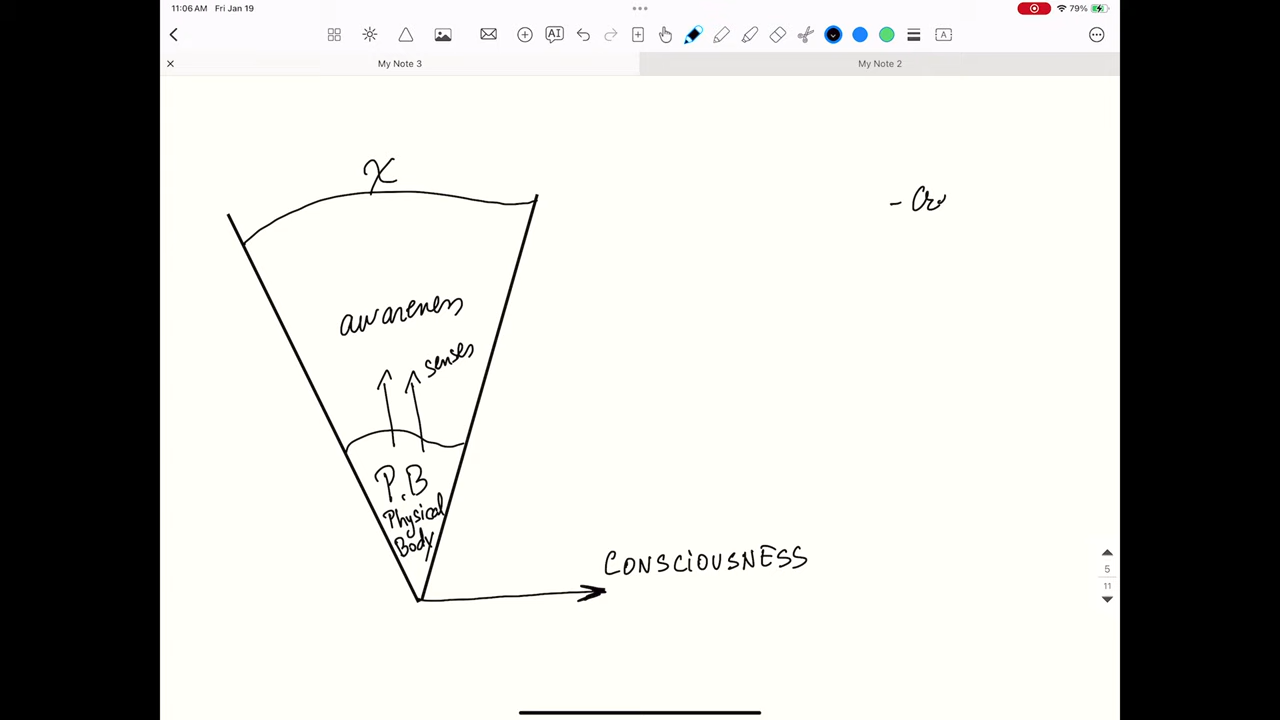 11:06 AM Fri Jan 19
79%
My Note 3
My Note 2
X
awareness
senses
P.B
Physical
Body
CONSCIOUSNESS
5
11